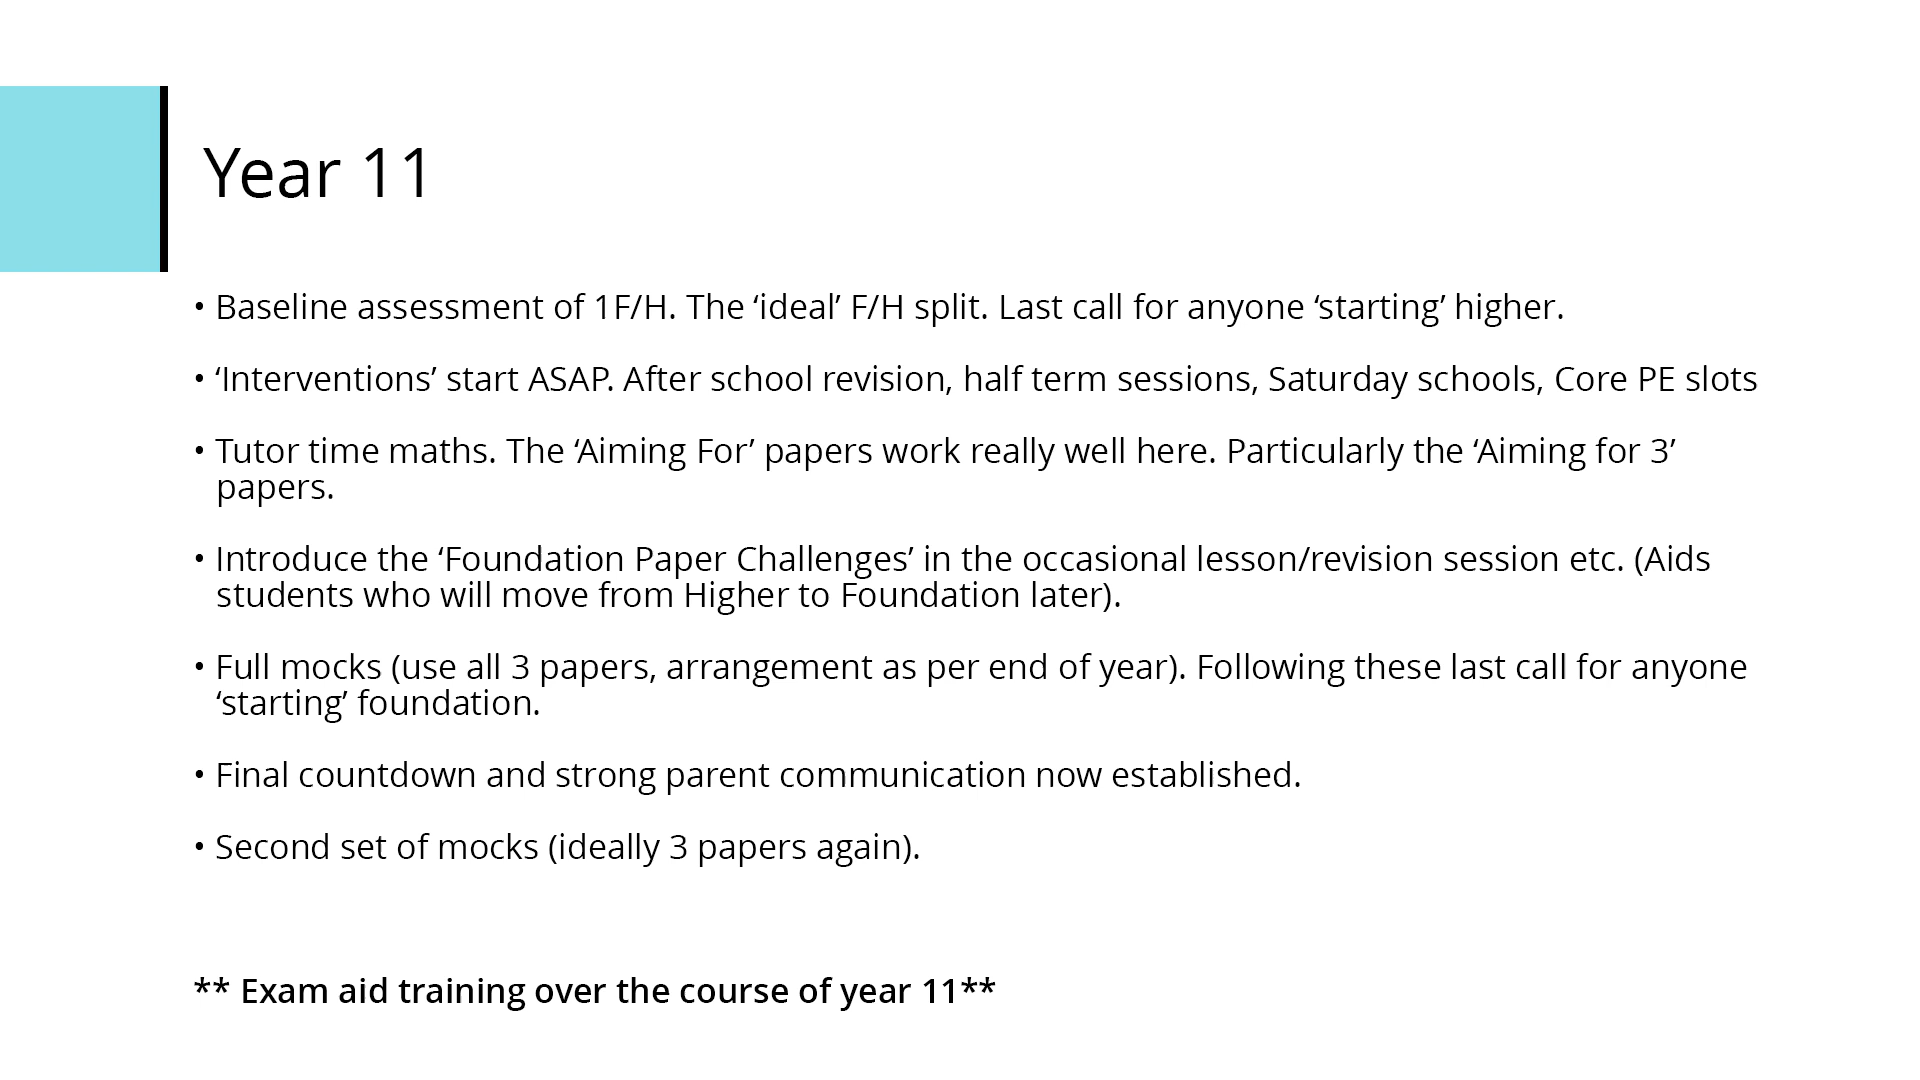 Year 11
• Baseline assessment of 1F/H. The ‘ideal’ F/H split. Last call for anyone ‘starting’ higher.
• ‘Interventions’ start ASAP. After school revision, half term sessions, Saturday schools, Core PE slots
• Tutor time maths. The ‘Aiming For’ papers work really well here. Particularly the ‘Aiming for 3’
papers.
• Introduce the ‘Foundation Paper Challenges’ in the occasional lesson/revision session etc. (Aids
students who will move from Higher to Foundation later).
• Full mocks (use all 3 papers, arrangement as per end of year). Following these last call for anyone
‘starting’ foundation.
• Final countdown and strong parent communication now established.
• Second set of mocks (ideally 3 papers again).
** Exam aid training over the course of year 11**